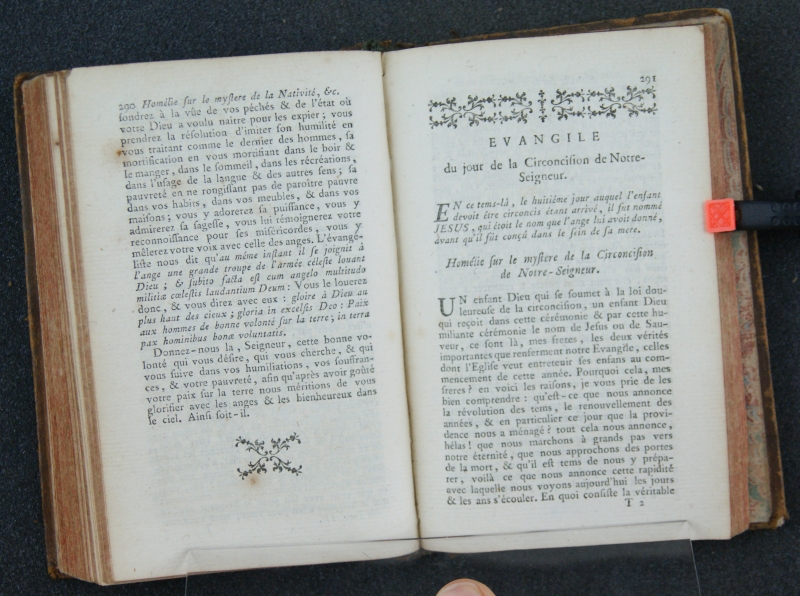 290 Homélie sur le mystere de la Nativité, &c.
fondrez à la vûe de vos péchés & de l'état où
votre Dieu a voulu naitre pour les expier; vous
prendrez la résolution d'imiter son humilité en
vous traitant comme le dernier des hommes, sa
mortification en vous mortifiant dans le boir &
le manger, dans le sommeil, dans les récréations,
dans l'usage de la langue & des autres sens; sa
pauvreté en ne rougissant pas de paroître pauvre
dans vos habits, dans vos meubles, & dans vos
maisons; vous y adorerez sa puissance, vous y
admirerez sa sagesse, vous lui rémoignerez votre
reconnoissance pour ses miséricordes, vous y
mêlerez votre voix avec celle des anges. L'évangé-
liste nous dit qu'au même instant il se joignit à
l'ange une grande troupe de l'armée céleste louant
Dieu; & subito facta est cum angelo multitudo
militiæ cœlestis laudantium Deum: Vous le louerez
donc, & vous direz avec eux: gloire à Dieu au
plus haut des cieux; gloria in excelsis Deo: Paix
aux hommes de bonne volonté sur la terre; in terra
pax hominibus bonæ voluntatis.
Donnez-nous la, Seigneur, cette bonne vo-
lonté qui vous désire, qui vous cherche, & qui
vous suive dans vos humiliations, vos souffran-
ces, & votre pauvreté, afin qu'après avoir goûté
votre paix sur la terre nous méritions de vous
glorifier avec les anges & les bienheureux dans
le ciel. Ainsi soit-il.
291
EVANGILE
du jour de la Circoncision de Notre-
Seigneur.
EN ce tems-là, le huitième jour auquel l'enfant
devoit être circoncis étant arrivé, il fut nommé
JESUS, qui étoit le nom que l'ange lui avoit donné,
avant qu'il fût conçû dans le sein de sa mere.
Homélie sur le mystere de la Circoncision
de Notre-Seigneur.
UN enfant Dieu qui se soumet à la loi dou-
leureuse de la circoncision, un enfant Dieu
qui reçoit dans cette cérémonie & par cette hu-
miliante cérémonie le nom de Jesus ou de Sau-
veur, ce sont là, mes freres, les deux vérités
importantes que renferment notre Evangile, celles
dont l'Eglise veut entretenir ses enfans au com-
mencement de cette année. Pourquoi cela, mes
freres? en voici les raisons, je vous prie de les
bien comprendre: qu'est-ce que nous annonce
la révolution des tems, le renouvellement des
années, & en particulier ce jour que la provi-
dence nous a ménagé? tout cela nous annonce,
hélas! que nous marchons à grands pas vers
notre éternité, que nous approchons des portes
de la mort, & qu'il est tems de nous y prépa-
rer, voilà ce que nous annonce cette rapidité
avec laquelle nous voyons aujourd'hui les jours
& les ans s'écouler. En quoi consiste la véritable
T 2